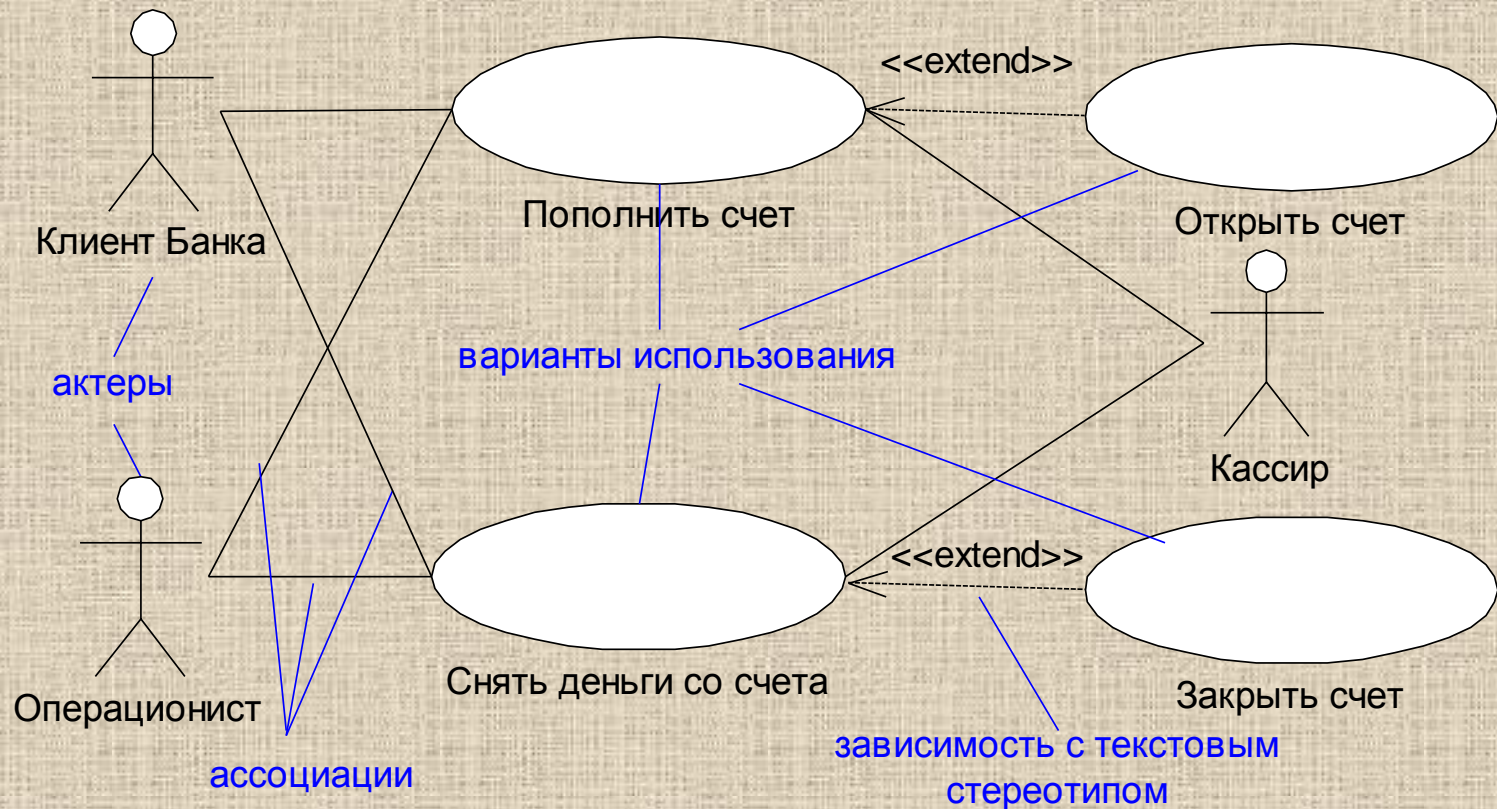 <<extend>>
Пополнить счет
Открыть счет
Клиент Банка
варианты использования
актеры
Кассир
<<extend>>
Снять деньги со счета
Закрыть счет
Операционист
зависимость с текстовым
стереотипом
ассоциации